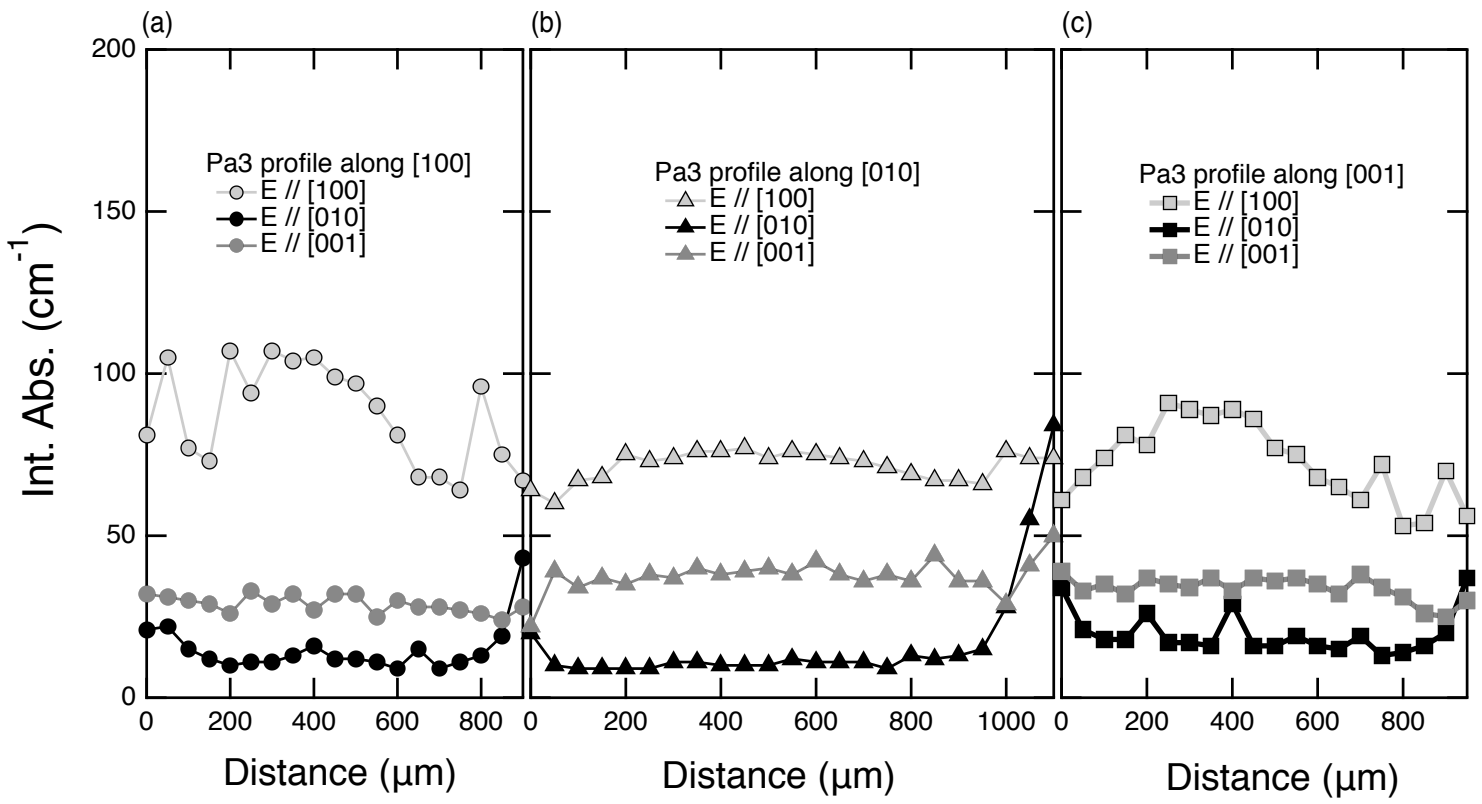 (a)
(b)
(c)
200
150
100
50
0
Int. Abs. (cm-1)
Pa3 profile along [100]
E // [100]
E // [010]
E // [001]
0 200 400 600 800
Distance (μm)
Pa3 profile along [010]
E // [100]
E // [010]
E // [001]
0 200 400 600 800 1000
Distance (μm)
Pa3 profile along [001]
E // [100]
E // [010]
E // [001]
0 200 400 600 800
Distance (μm)